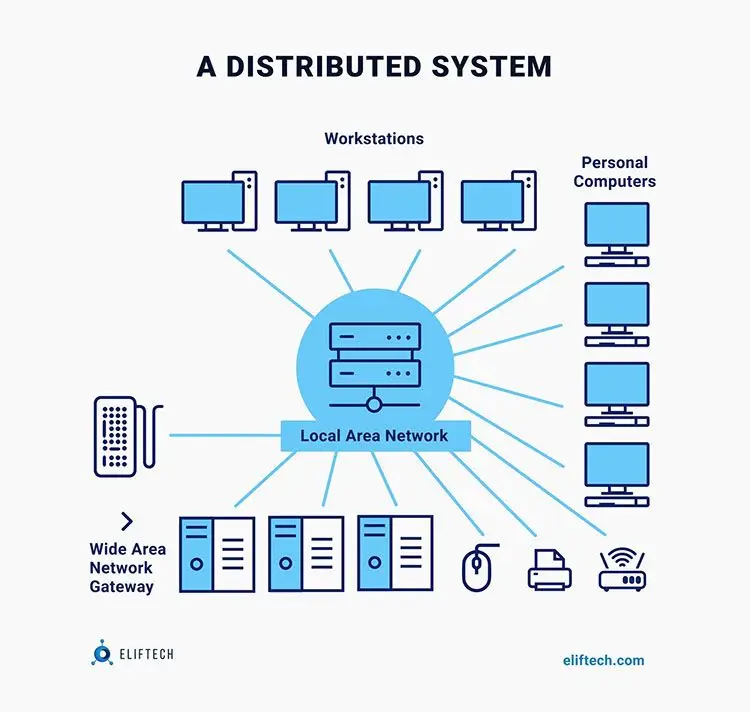 A DISTRIBUTED SYSTEM
Workstations
Personal
Computers
Local Area Network
Wide Area
Network
Gateway
ELIFTECH
eliftech.com